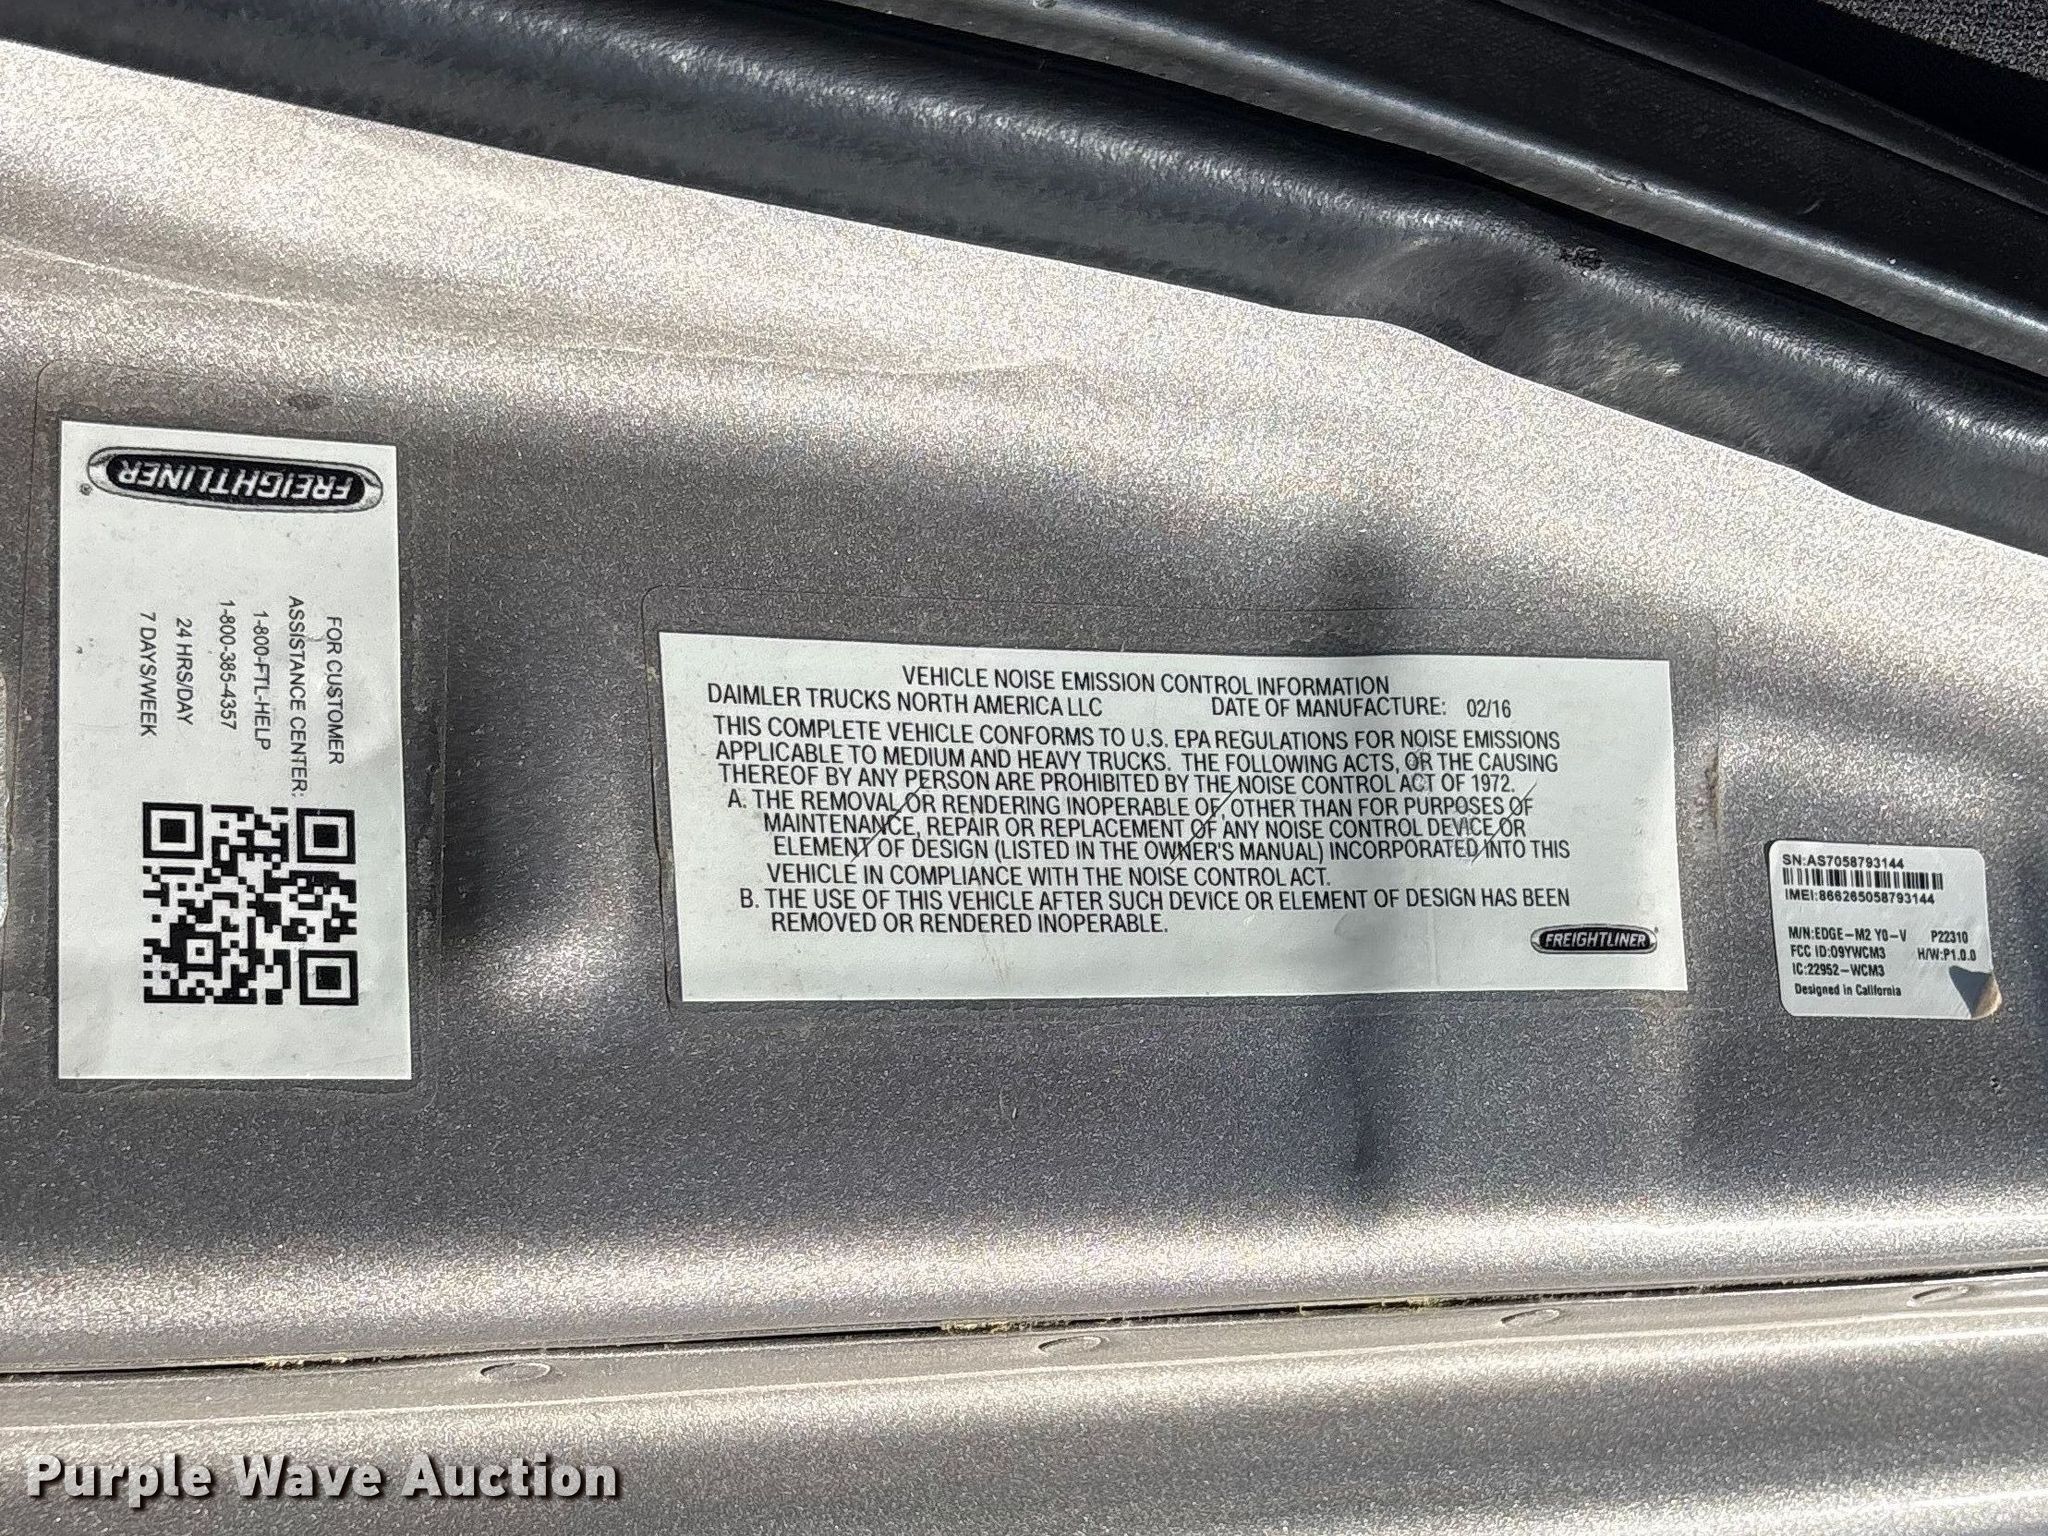 FREIGHTLINER
FOR CUSTOMER
ASSISTANCE CENTER:
1-800-FTL-HELP
1-800-385-4357
24 HRS/DAY
7 DAYS/WEEK
VEHICLE NOISE EMISSION CONTROL INFORMATION
DAIMLER TRUCKS NORTH AMERICA LLC DATE OF MANUFACTURE: 02/16
THIS COMPLETE VEHICLE CONFORMS TO U.S. EPA REGULATIONS FOR NOISE EMISSIONS
APPLICABLE TO MEDIUM AND HEAVY TRUCKS. THE FOLLOWING ACTS, OR THE CAUSING
THEREOF BY ANY PERSON ARE PROHIBITED BY THE NOISE CONTROL ACT OF 1972.
A. THE REMOVAL OR RENDERING INOPERABLE OF, OTHER THAN FOR PURPOSES OF
MAINTENANCE, REPAIR OR REPLACEMENT OF ANY NOISE CONTROL DEVICE OR
ELEMENT OF DESIGN (LISTED IN THE OWNER'S MANUAL) INCORPORATED INTO THIS
VEHICLE IN COMPLIANCE WITH THE NOISE CONTROL ACT.
B. THE USE OF THIS VEHICLE AFTER SUCH DEVICE OR ELEMENT OF DESIGN HAS BEEN
REMOVED OR RENDERED INOPERABLE.
FREIGHTLINER
SN:AS7058793144
IMEI:866265058793144
M/N:EDGE-M2 Y0-V P22310
FCC ID:O9YWCM3 H/W:P1.0.0
IC:22952-WCM3
Designed in California
Purple Wave Auction